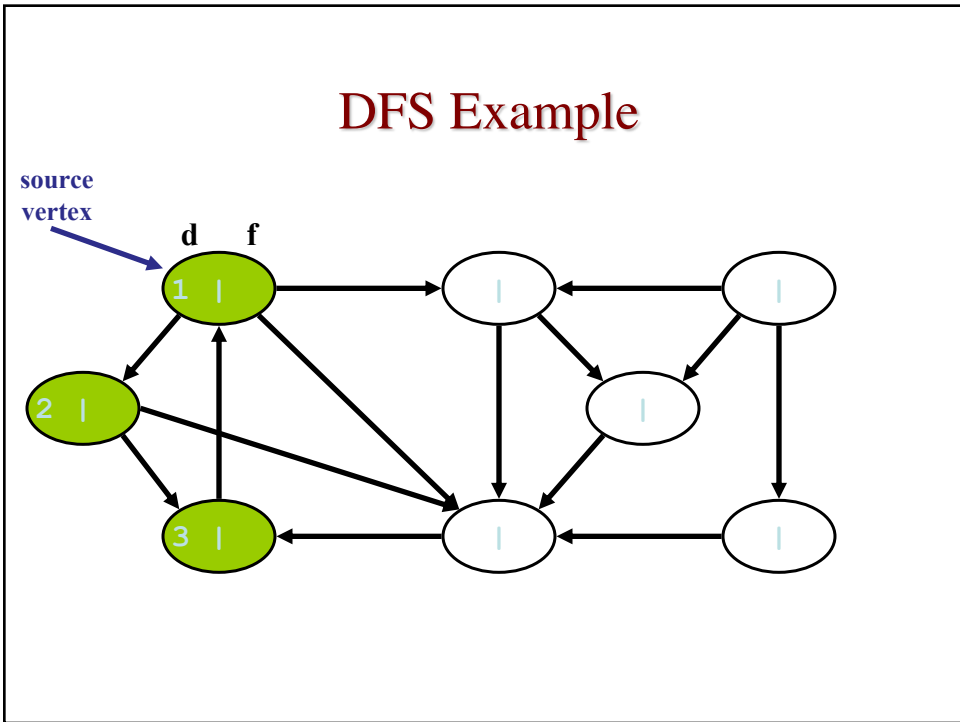 DFS Example
source
vertex
d f
1 | | |
2 | |
3 | | |